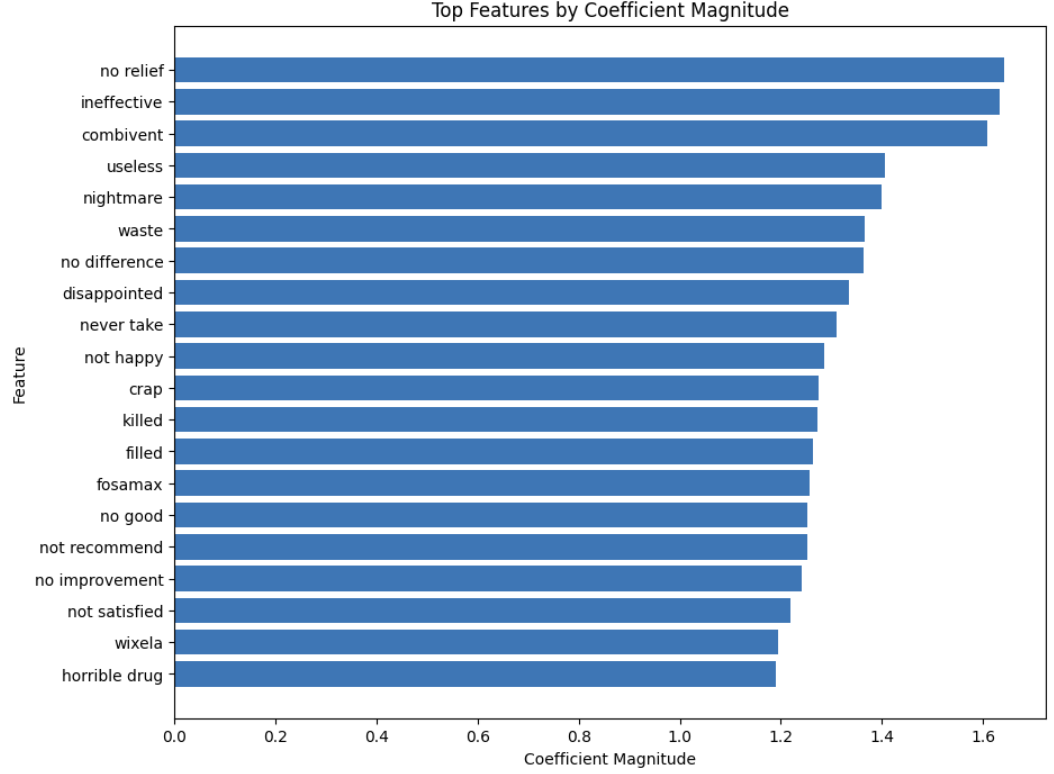 Top Features by Coefficient Magnitude
no relief
ineffective
combivent
useless
nightmare
waste
no difference
disappointed
never take
not happy
crap
killed
filled
fosamax
no good
not recommend
no improvement
not satisfied
wixela
horrible drug
Feature
0.0 0.2 0.4 0.6 0.8 1.0 1.2 1.4 1.6
Coefficient Magnitude